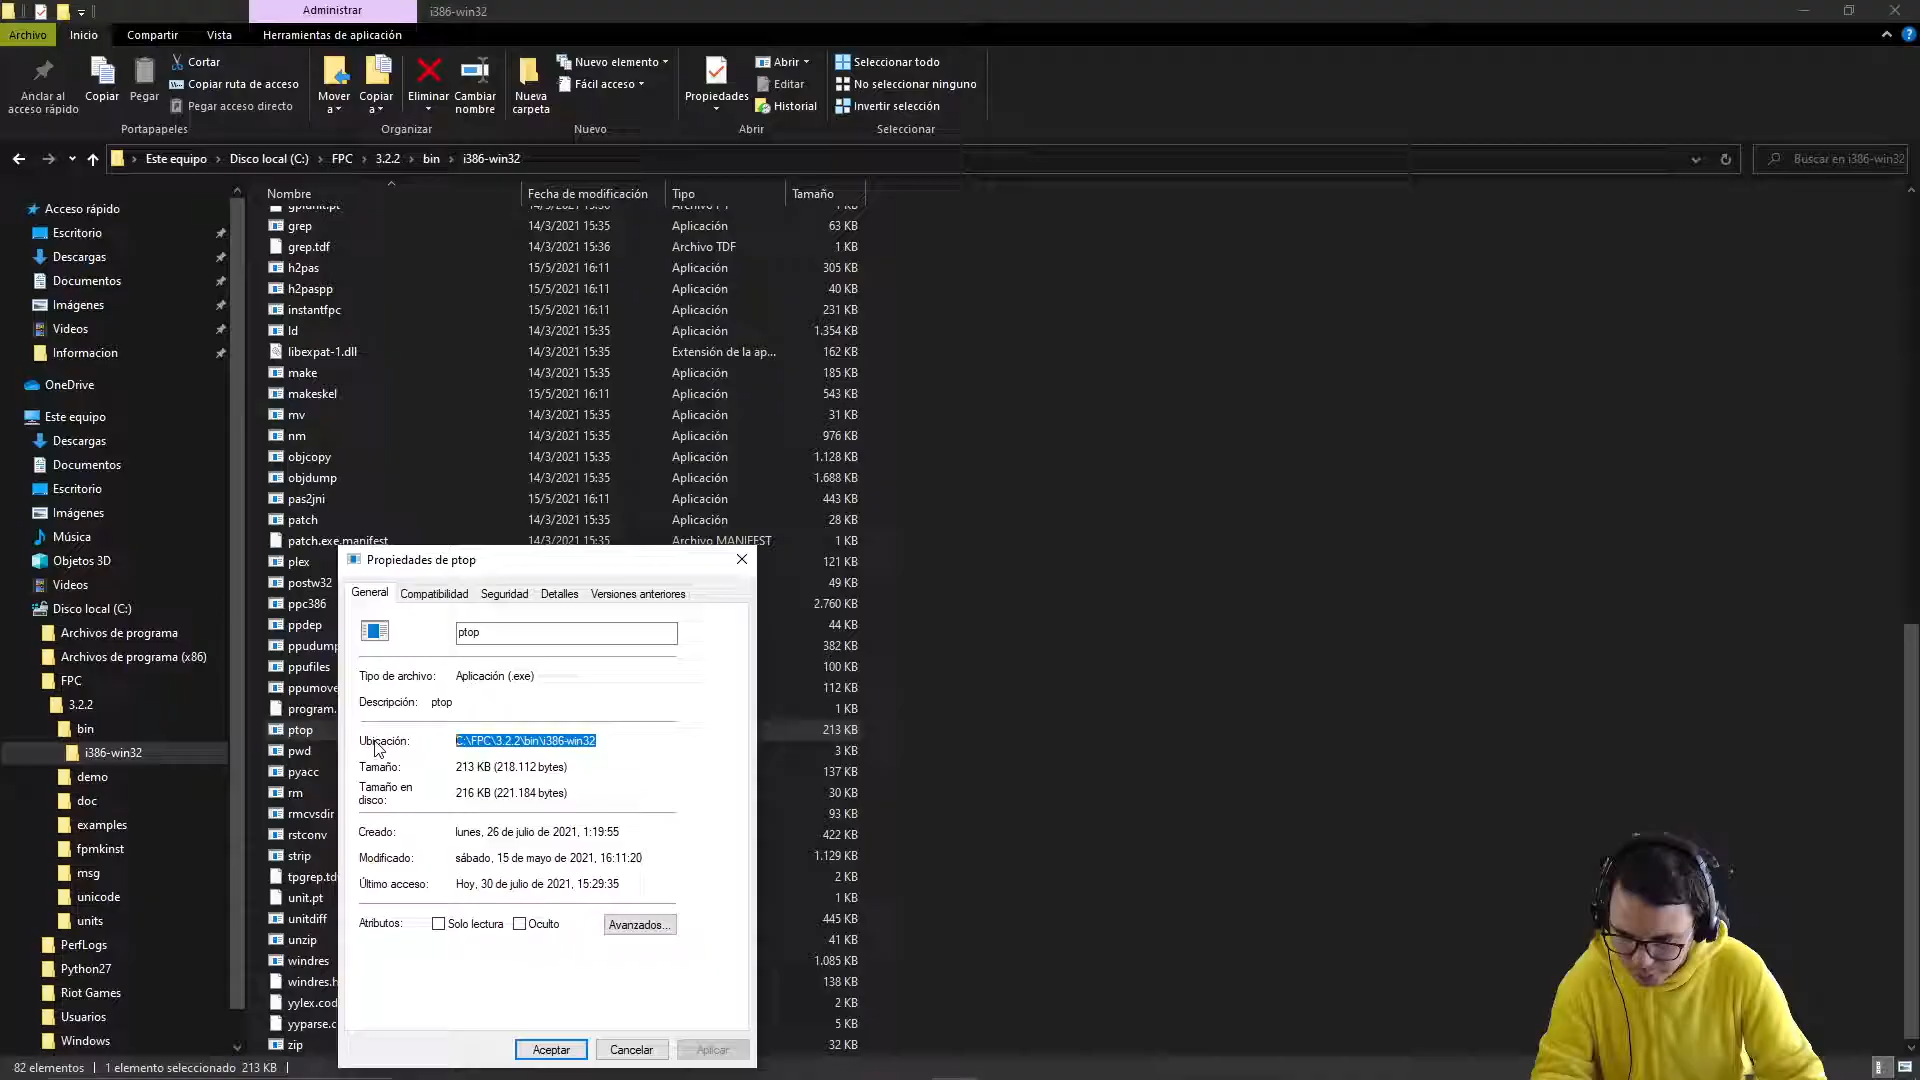 Administrar
i386-win32
Archivo
Inicio
Compartir
Vista
Herramientas de aplicación
Anclar al acceso rápido
Copiar
Pegar
Cortar
Copiar ruta de acceso
Pegar acceso directo
Portapapeles
Mover a
Copiar a
Eliminar
Cambiar nombre
Organizar
Nueva carpeta
Nuevo elemento
Fácil acceso
Nuevo
Propiedades
Abrir
Editar
Historial
Abrir
Seleccionar todo
No seleccionar ninguno
Invertir selección
Seleccionar
Este equipo
Disco local (C:)
FPC
3.2.2
bin
i386-win32
Buscar en i386-win32
Acceso rápido
Escritorio
Descargas
Documentos
Imágenes
Videos
Informacion
OneDrive
Este equipo
Descargas
Documentos
Escritorio
Imágenes
Música
Objetos 3D
Videos
Disco local (C:)
Archivos de programa
Archivos de programa (x86)
FPC
3.2.2
bin
i386-win32
demo
doc
examples
fpmkinst
msg
unicode
units
PerfLogs
Python27
Riot Games
Usuarios
Windows
Nombre Fecha de modificación Tipo Tamaño
grep 14/3/2021 15:35 Aplicación 63 KB
grep.tdf 14/3/2021 15:36 Archivo TDF 1 KB
h2pas 15/5/2021 16:11 Aplicación 305 KB
h2paspp 15/5/2021 16:11 Aplicación 40 KB
instantfpc 15/5/2021 16:11 Aplicación 231 KB
ld 14/3/2021 15:35 Aplicación 1.354 KB
libexpat-1.dll 14/3/2021 15:35 Extensión de la ap... 162 KB
make 14/3/2021 15:35 Aplicación 185 KB
makeskel 15/5/2021 16:11 Aplicación 543 KB
mv 14/3/2021 15:35 Aplicación 31 KB
nm 14/3/2021 15:35 Aplicación 976 KB
objcopy 14/3/2021 15:35 Aplicación 1.128 KB
objdump 14/3/2021 15:35 Aplicación 1.688 KB
pas2jni 15/5/2021 16:11 Aplicación 443 KB
patch 14/3/2021 15:35 Aplicación 28 KB
patch.exe.manifest 14/3/2021 15:35 Archivo MANIFEST 1 KB
plex 121 KB
postw32 49 KB
ppc386 2.760 KB
ppdep 44 KB
ppudump 382 KB
ppufiles 100 KB
ppumove 112 KB
program. 1 KB
ptop 213 KB
pwd 3 KB
pyacc 137 KB
rm 30 KB
rmcvsdir 93 KB
rstconv 422 KB
strip 1.129 KB
tpgrep.td 2 KB
unit.pt 1 KB
unitdiff 445 KB
unzip 41 KB
windres 1.085 KB
windres.h 138 KB
yylex.cod 2 KB
yyparse.c 5 KB
zip 32 KB
Propiedades de ptop
General Compatibilidad Seguridad Detalles Versiones anteriores
ptop
Tipo de archivo: Aplicación (.exe)
Descripción: ptop
Ubicación: C:\FPC\3.2.2\bin\i386-win32
Tamaño: 213 KB (218.112 bytes)
Tamaño en disco: 216 KB (221.184 bytes)
Creado: lunes, 26 de julio de 2021, 1:19:55
Modificado: sábado, 15 de mayo de 2021, 16:11:20
Último acceso: Hoy, 30 de julio de 2021, 15:29:35
Atributos: Solo lectura Oculto Avanzados...
Aceptar Cancelar Aplicar
82 elementos 1 elemento seleccionado 213 KB